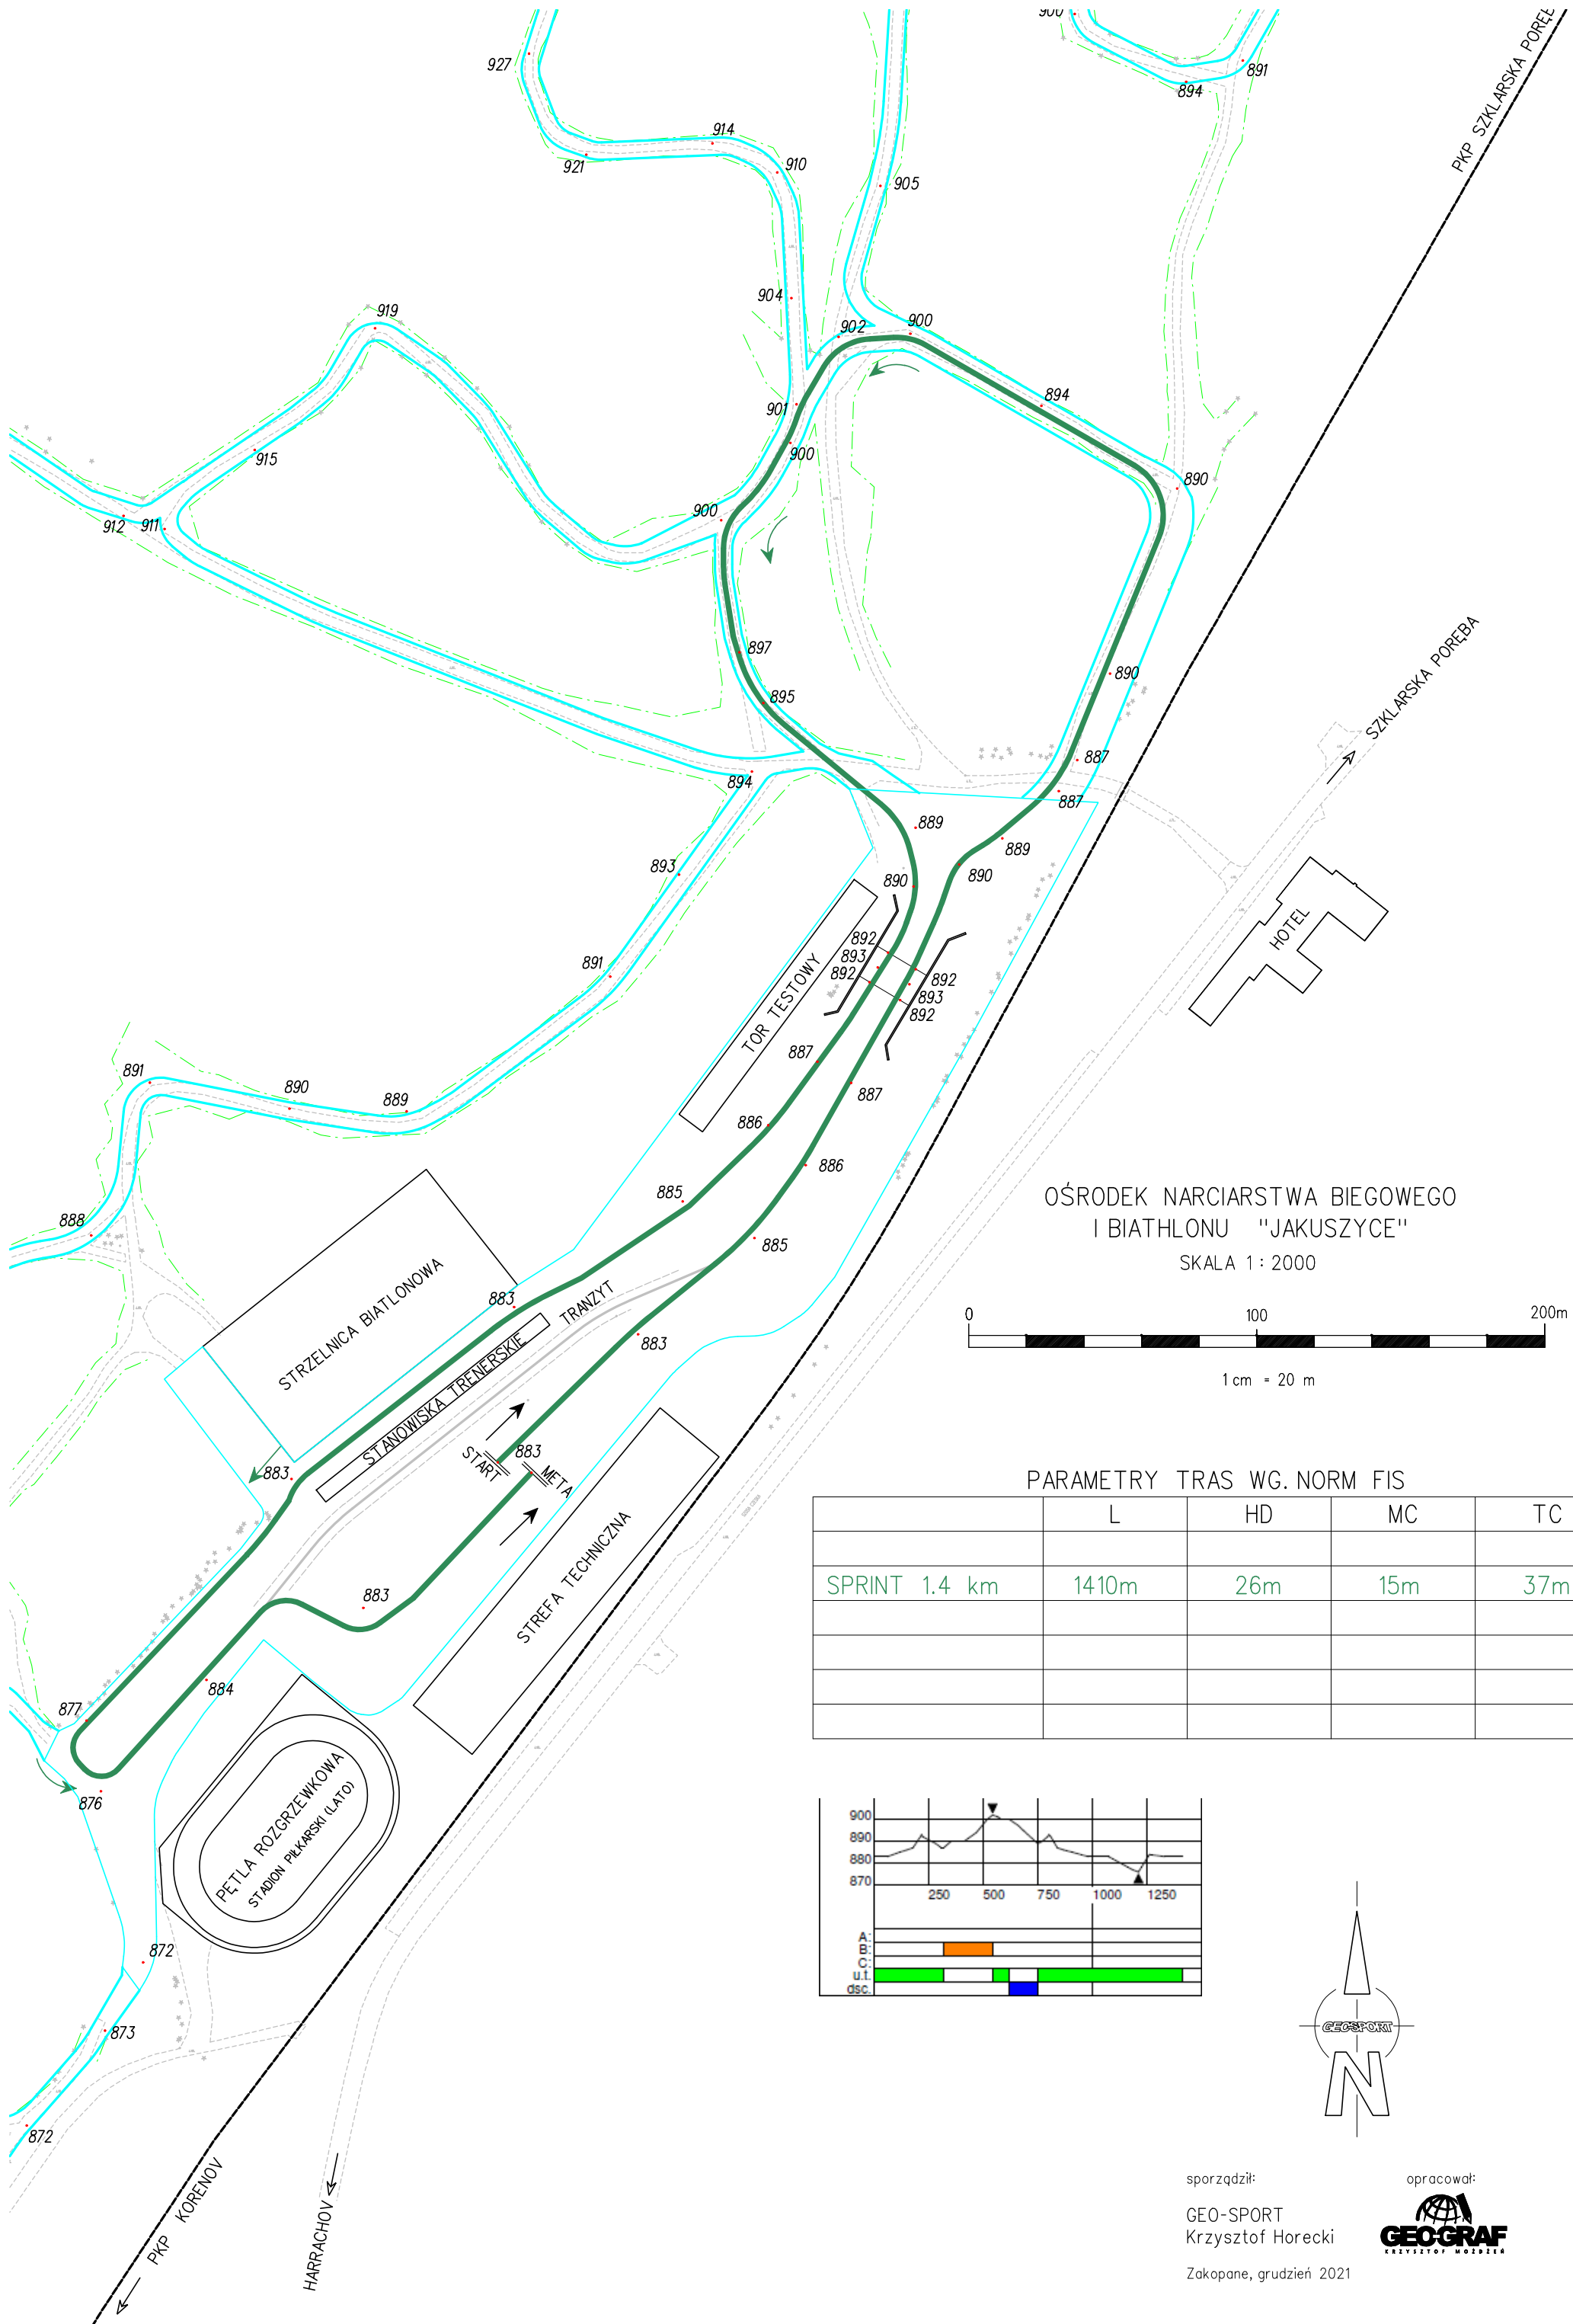 900
927
891
894
PKP SZKLARSKA PORĘB
914
921
910
905
904
919
902
900
894
901
900
915
890
900
912
911
897
895
890
SZKLARSKA PORĘBA
887
894
887
889
889
893
890
890
HOTEL
892
893
892
892
893
892
891
TOR TESTOWY
887
887
891
890
889
886
886
885
888
885
OŚRODEK NARCIARSTWA BIEGOWEGO
I BIATHLONU "JAKUSZYCE"
SKALA 1 : 2000
0 100 200m
1 cm = 20 m
STRZELNICA BIATLONOWA
883
TRANZYT
STANOWISKA TRENERSKIE
883
883
START
883
META
STREFA TECHNICZNA
883
884
877
876
PĘTLA ROZGRZEWKOWA
STADION PIŁKARSKI (LATO)
PARAMETRY TRAS WG. NORM FIS
L HD MC TC
SPRINT 1.4 km 1410m 26m 15m 37m
900
890
880
870
250 500 750 1000 1250
A:
B:
C:
u.t.
dsc.
872
873
872
GEO-SPORT
N
PKP KORENOV
HARRACHOV
sporządził: opracował:
GEO-SPORT
Krzysztof Horecki
GEO-GRAF
KRZYSZTOF MOŻDŻEŃ
Zakopane, grudzień 2021